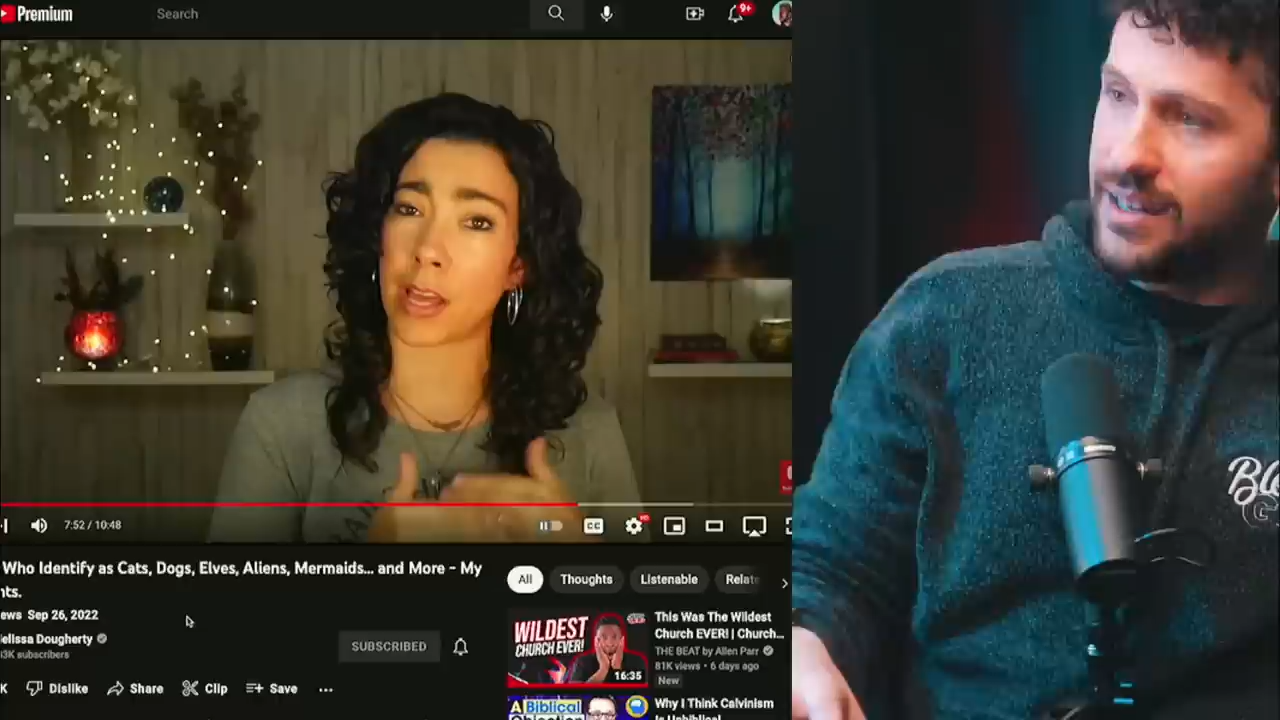 Premium
Search
9+
7:52 / 10:48
CC
HD
Who Identify as Cats, Dogs, Elves, Aliens, Mermaids... and More - My
nts.
ews Sep 26, 2022
elissa Dougherty
3K subscribers
SUBSCRIBED
K
Dislike
Share
Clip
Save
All
Thoughts
Listenable
Relate
WILDEST
CHURCH EVER!
16:35
This Was The Wildest
Church EVER! | Church...
THE BEAT by Allen Parr
81K views • 6 days ago
New
A Biblical
Objection
Why I Think Calvinism
Is Unbiblical